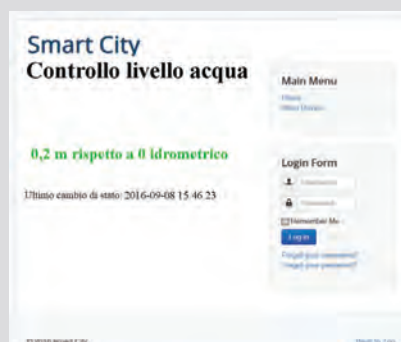 Smart City
Controllo livello acqua
0,2 m rispetto a 0 idrometrico
Ultimo cambio di stato: 2016-09-08 15 46 23
Main Menu
Home
Login Form
Remember Me
Log in
Forgot your username?
Forgot your password?